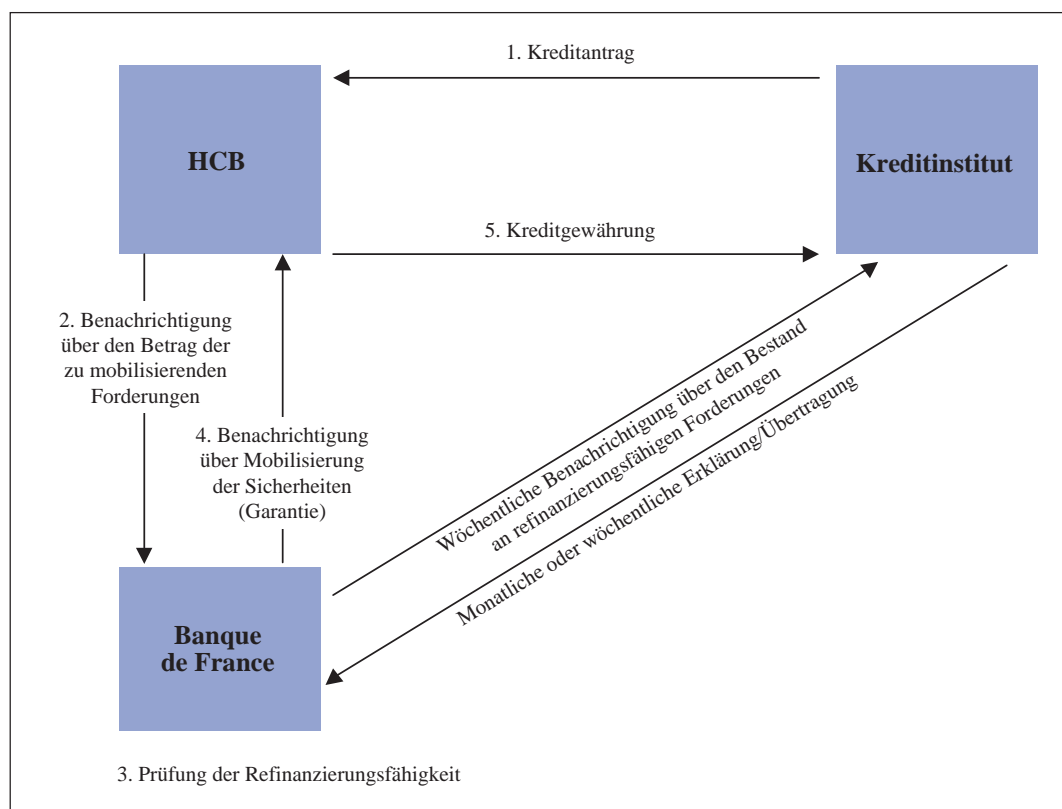 1. Kreditantrag
HCB
Kreditinstitut
5. Kreditgewährung
2. Benachrichtigung
über den Betrag der
zu mobilisierenden
Forderungen
4. Benachrichtigung
über Mobilisierung
der Sicherheiten
(Garantie)
Wöchentliche Benachrichtigung über den Bestand
an refinanzierungsfähigen Forderungen
Monatliche oder wöchentliche Erklärung/Übertragung
Banque
de France
3. Prüfung der Refinanzierungsfähigkeit